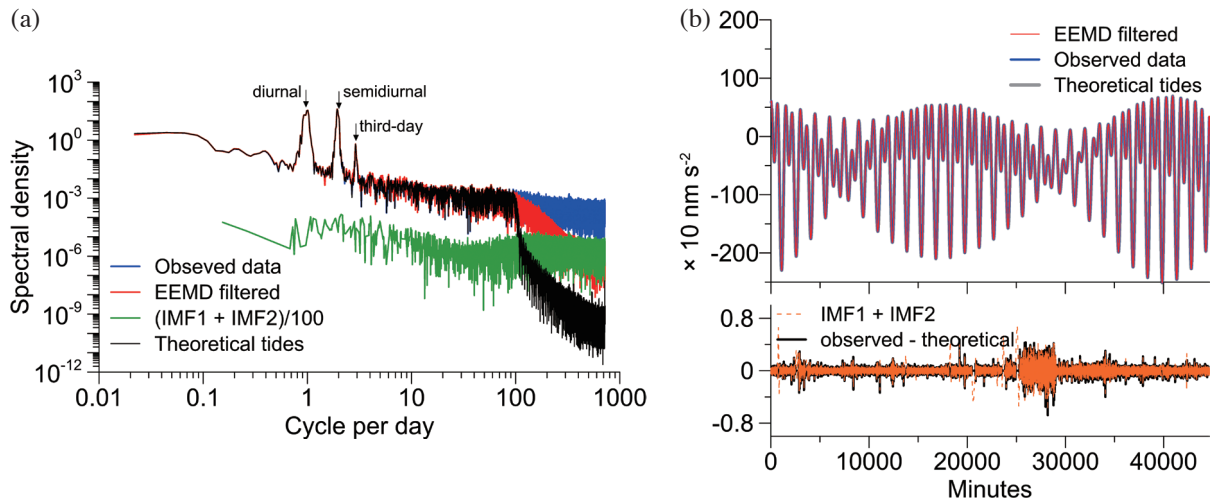 (a)
Spectral density
10^3
10^0
10^-3
10^-6
10^-9
10^-12
diurnal
semidiurnal
third-day
Obseved data
EEMD filtered
(IMF1 + IMF2)/100
Theoretical tides
0.01 0.1 1 10 100 1000
Cycle per day
(b)
× 10 nm s^-2
200
100
0
-100
-200
EEMD filtered
Observed data
Theoretical tides
0.8
0
-0.8
IMF1 + IMF2
observed - theoretical
0 10000 20000 30000 40000
Minutes